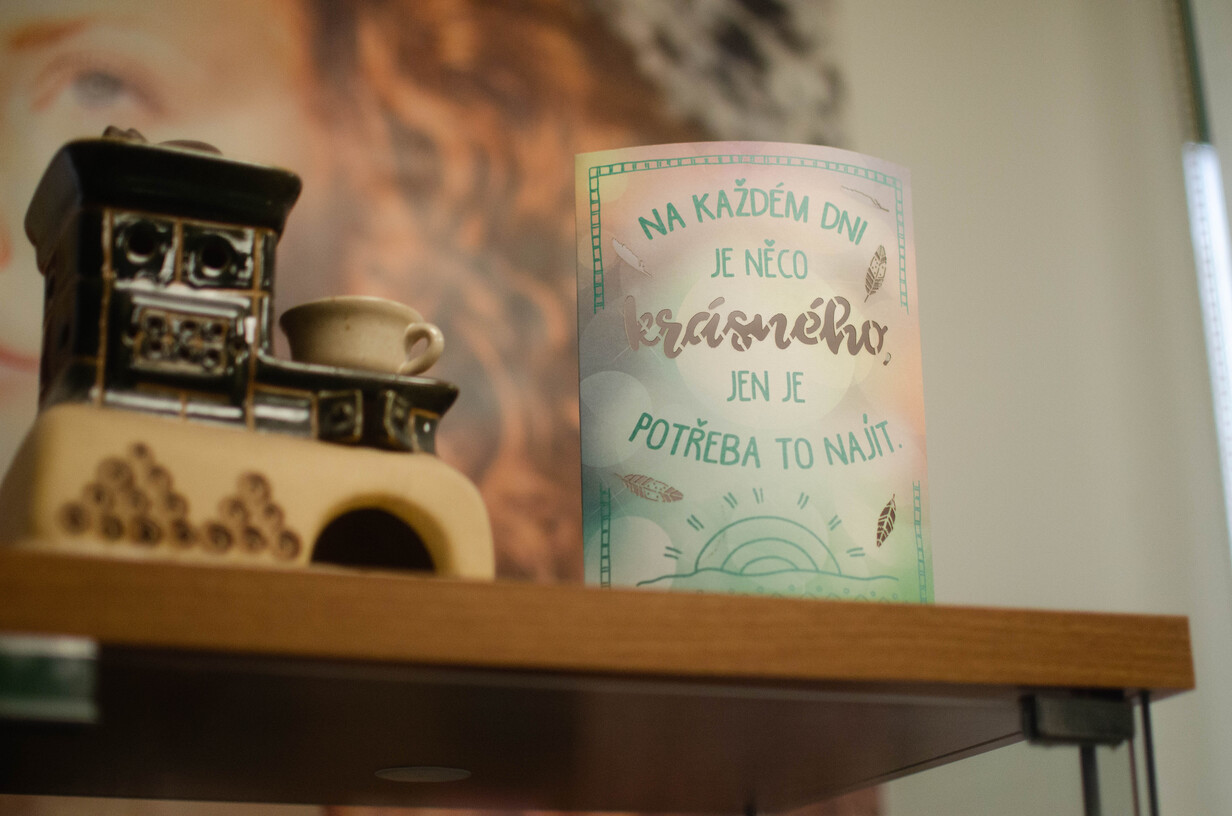 NA KAŽDÉM DNI
JE NĚCO
krásného,
JEN JE
POTŘEBA TO NAJÍT.